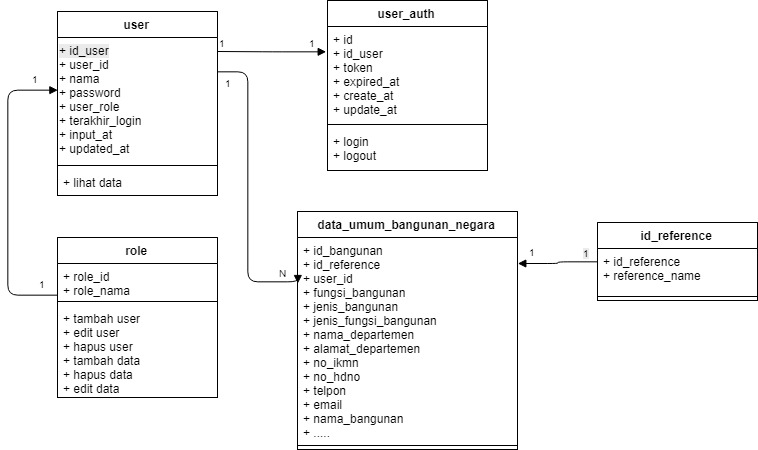 user
+ id_user
+ user_id
+ nama
+ password
+ user_role
+ terakhir_login
+ input_at
+ updated_at
+ lihat data
user_auth
+ id
+ id_user
+ token
+ expired_at
+ create_at
+ update_at
+ login
+ logout
1
1
1
N
1
1
role
+ role_id
+ role_nama
+ tambah user
+ edit user
+ hapus user
+ tambah data
+ hapus data
+ edit data
data_umum_bangunan_negara
+ id_bangunan
+ id_reference
+ user_id
+ fungsi_bangunan
+ jenis_bangunan
+ jenis_fungsi_bangunan
+ nama_departemen
+ alamat_departemen
+ no_ikmn
+ no_hdno
+ telpon
+ email
+ nama_bangunan
+ .....
1
1
id_reference
+ id_reference
+ reference_name